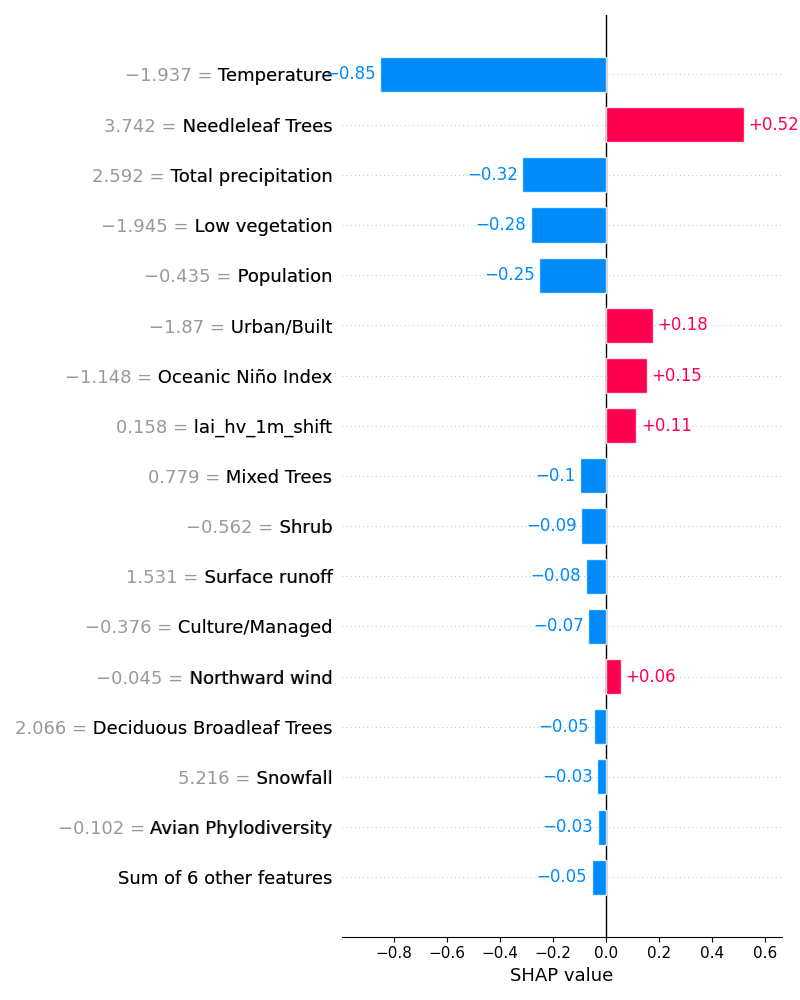 −1.937 = Temperature −0.85
3.742 = Needleleaf Trees +0.52
2.592 = Total precipitation −0.32
−1.945 = Low vegetation −0.28
−0.435 = Population −0.25
−1.87 = Urban/Built +0.18
−1.148 = Oceanic Niño Index +0.15
0.158 = lai_hv_1m_shift +0.11
0.779 = Mixed Trees −0.1
−0.562 = Shrub −0.09
1.531 = Surface runoff −0.08
−0.376 = Culture/Managed −0.07
−0.045 = Northward wind +0.06
2.066 = Deciduous Broadleaf Trees −0.05
5.216 = Snowfall −0.03
−0.102 = Avian Phylodiversity −0.03
Sum of 6 other features −0.05
−0.8 −0.6 −0.4 −0.2 0.0 0.2 0.4 0.6
SHAP value